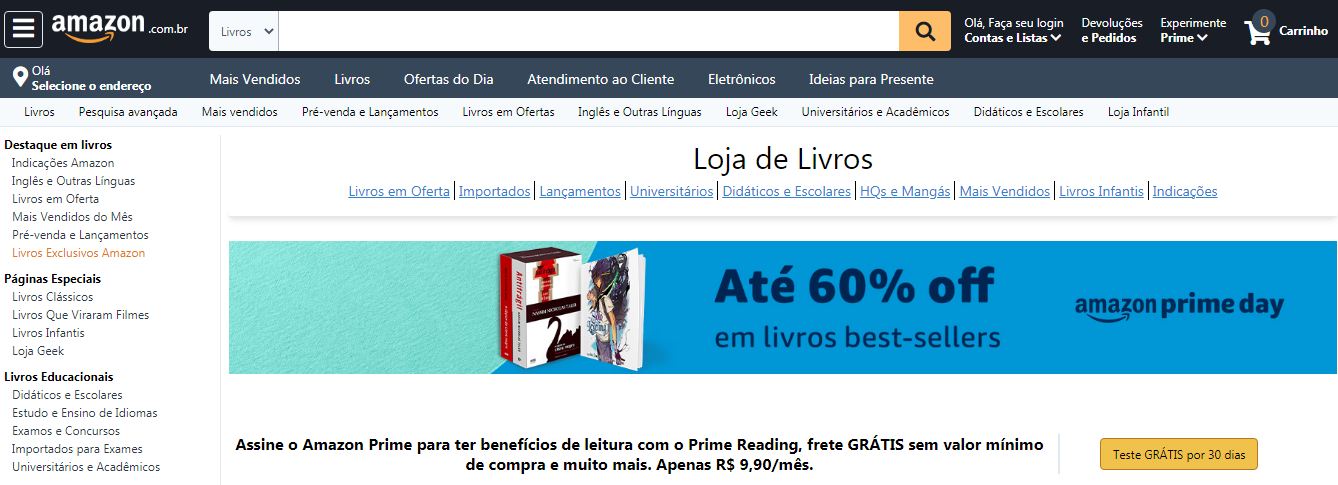 amazon.com.br
Livros
Olá, Faça seu login
Contas e Listas
Devoluções
e Pedidos
Experimente
Prime
0
Carrinho
Olá
Selecione o endereço
Mais Vendidos Livros Ofertas do Dia Atendimento ao Cliente Eletrônicos Ideias para Presente
Livros Pesquisa avançada Mais vendidos Pré-venda e Lançamentos Livros em Ofertas Inglês e Outras Línguas Loja Geek Universitários e Acadêmicos Didáticos e Escolares Loja Infantil
Destaque em livros
Indicações Amazon
Inglês e Outras Línguas
Livros em Oferta
Mais Vendidos do Mês
Pré-venda e Lançamentos
Livros Exclusivos Amazon
Páginas Especiais
Livros Clássicos
Livros Que Viraram Filmes
Livros Infantis
Loja Geek
Livros Educacionais
Didáticos e Escolares
Estudo e Ensino de Idiomas
Exames e Concursos
Importados para Exames
Universitários e Acadêmicos
Loja de Livros
Livros em Oferta Importados Lançamentos Universitários Didáticos e Escolares HQs e Mangás Mais Vendidos Livros Infantis Indicações
Antifrágil
Até 60% off
em livros best-sellers
amazon prime day
Assine o Amazon Prime para ter benefícios de leitura com o Prime Reading, frete GRÁTIS sem valor mínimo
de compra e muito mais. Apenas R$ 9,90/mês.
Teste GRÁTIS por 30 dias